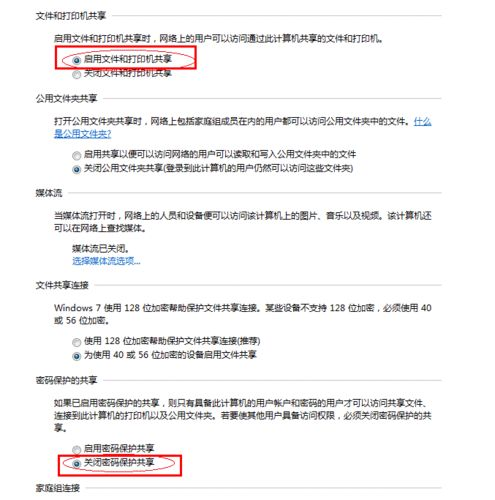 文件和打印机共享
启用文件和打印机共享时，网络上的用户可以访问通过此计算机共享的文件和打印机。
启用文件和打印机共享
关闭文件和打印机共享
公用文件夹共享
打开公用文件夹共享时，网络上包括家庭组成员在内的用户都可以访问公用文件夹中的文件。什么
是公用文件夹?
启用共享以便可以访问网络的用户可以读取和写入公用文件夹中的文件
关闭公用文件夹共享(登录到此计算机的用户仍然可以访问这些文件夹)
媒体流
当媒体流打开时，网络上的人员和设备便可以访问该计算机上的图片、音乐以及视频。该计算机还
可以在网络上查找媒体。
媒体流已关闭。
选择媒体流选项...
文件共享连接
Windows 7 使用 128 位加密帮助保护文件共享连接。某些设备不支持 128 位加密，必须使用 40
或 56 位加密。
使用 128 位加密帮助保护文件共享连接(推荐)
为使用 40 或 56 位加密的设备启用文件共享
密码保护的共享
如果已启用密码保护的共享，则只有具备此计算机的用户帐户和密码的用户才可以访问共享文件、
连接到此计算机的打印机以及公用文件夹。若要使其他用户具备访问权限，必须关闭密码保护的共
享。
启用密码保护共享
关闭密码保护共享
家庭组连接